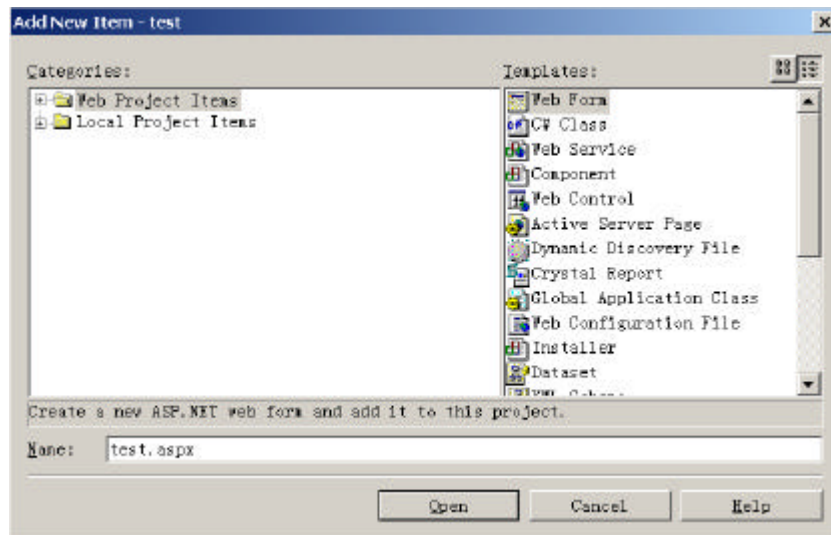 Add New Item - test
Categories:
Templates:
Web Project Items
Local Project Items
Web Form
C# Class
Web Service
Component
Web Control
Active Server Page
Dynamic Discovery File
Crystal Report
Global Application Class
Web Configuration File
Installer
Dataset
Create a new ASP.NET web form and add it to this project.
Name: test.aspx
Open
Cancel
Help